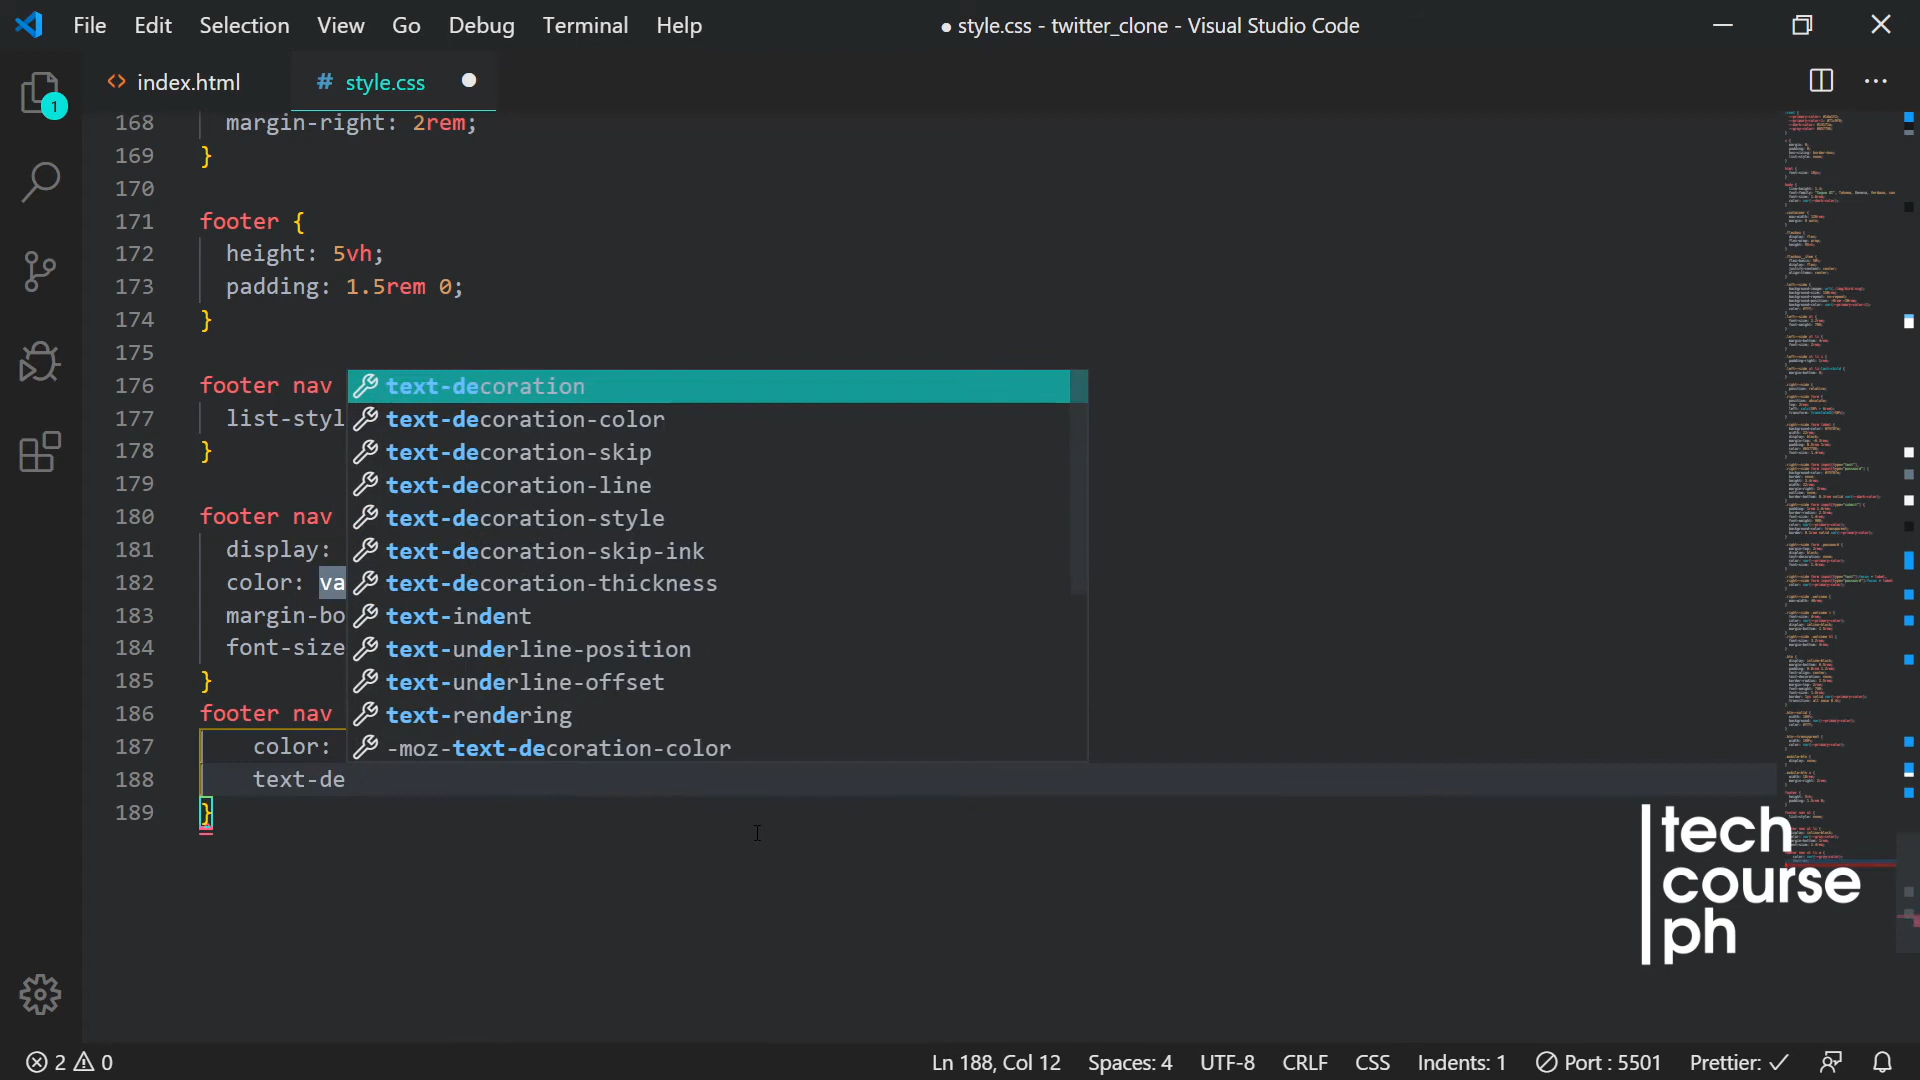 File Edit Selection View Go Debug Terminal Help
● style.css - twitter_clone - Visual Studio Code
<> index.html
# style.css
1
168 margin-right: 2rem;
169 }
170
171 footer {
172 height: 5vh;
173 padding: 1.5rem 0;
174 }
175
176 footer nav
177 list-styl
178 }
179
180 footer nav
181 display:
182 color: va
183 margin-bo
184 font-size
185 }
186 footer nav
187 color:
188 text-de
189 }
text-decoration
text-decoration-color
text-decoration-skip
text-decoration-line
text-decoration-style
text-decoration-skip-ink
text-decoration-thickness
text-indent
text-underline-position
text-underline-offset
text-rendering
-moz-text-decoration-color
tech
course
ph
2 0
Ln 188, Col 12 Spaces: 4 UTF-8 CRLF CSS Indents: 1 Port : 5501 Prettier: ✓